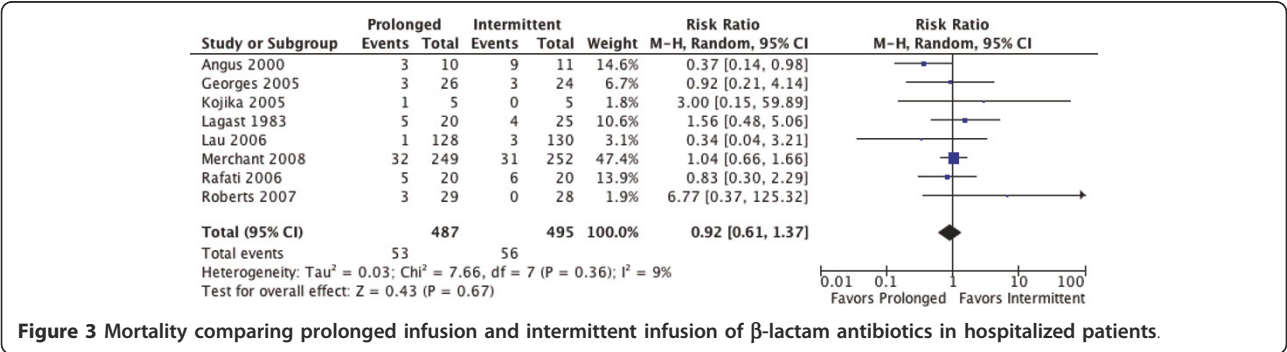 Prolonged Intermittent Risk Ratio Risk Ratio
Study or Subgroup Events Total Events Total Weight M-H, Random, 95% CI M-H, Random, 95% CI
Angus 2000 3 10 9 11 14.6% 0.37 [0.14, 0.98]
Georges 2005 3 26 3 24 6.7% 0.92 [0.21, 4.14]
Kojika 2005 1 5 0 5 1.8% 3.00 [0.15, 59.89]
Lagast 1983 5 20 4 25 10.6% 1.56 [0.48, 5.06]
Lau 2006 1 128 3 130 3.1% 0.34 [0.04, 3.21]
Merchant 2008 32 249 31 252 47.4% 1.04 [0.66, 1.66]
Rafati 2006 5 20 6 20 13.9% 0.83 [0.30, 2.29]
Roberts 2007 3 29 0 28 1.9% 6.77 [0.37, 125.32]
Total (95% CI) 487 495 100.0% 0.92 [0.61, 1.37]
Total events 53 56
Heterogeneity: Tau² = 0.03; Chi² = 7.66, df = 7 (P = 0.36); I² = 9%
Test for overall effect: Z = 0.43 (P = 0.67)
0.01 0.1 1 10 100
Favors Prolonged Favors Intermittent
Figure 3 Mortality comparing prolonged infusion and intermittent infusion of β-lactam antibiotics in hospitalized patients.